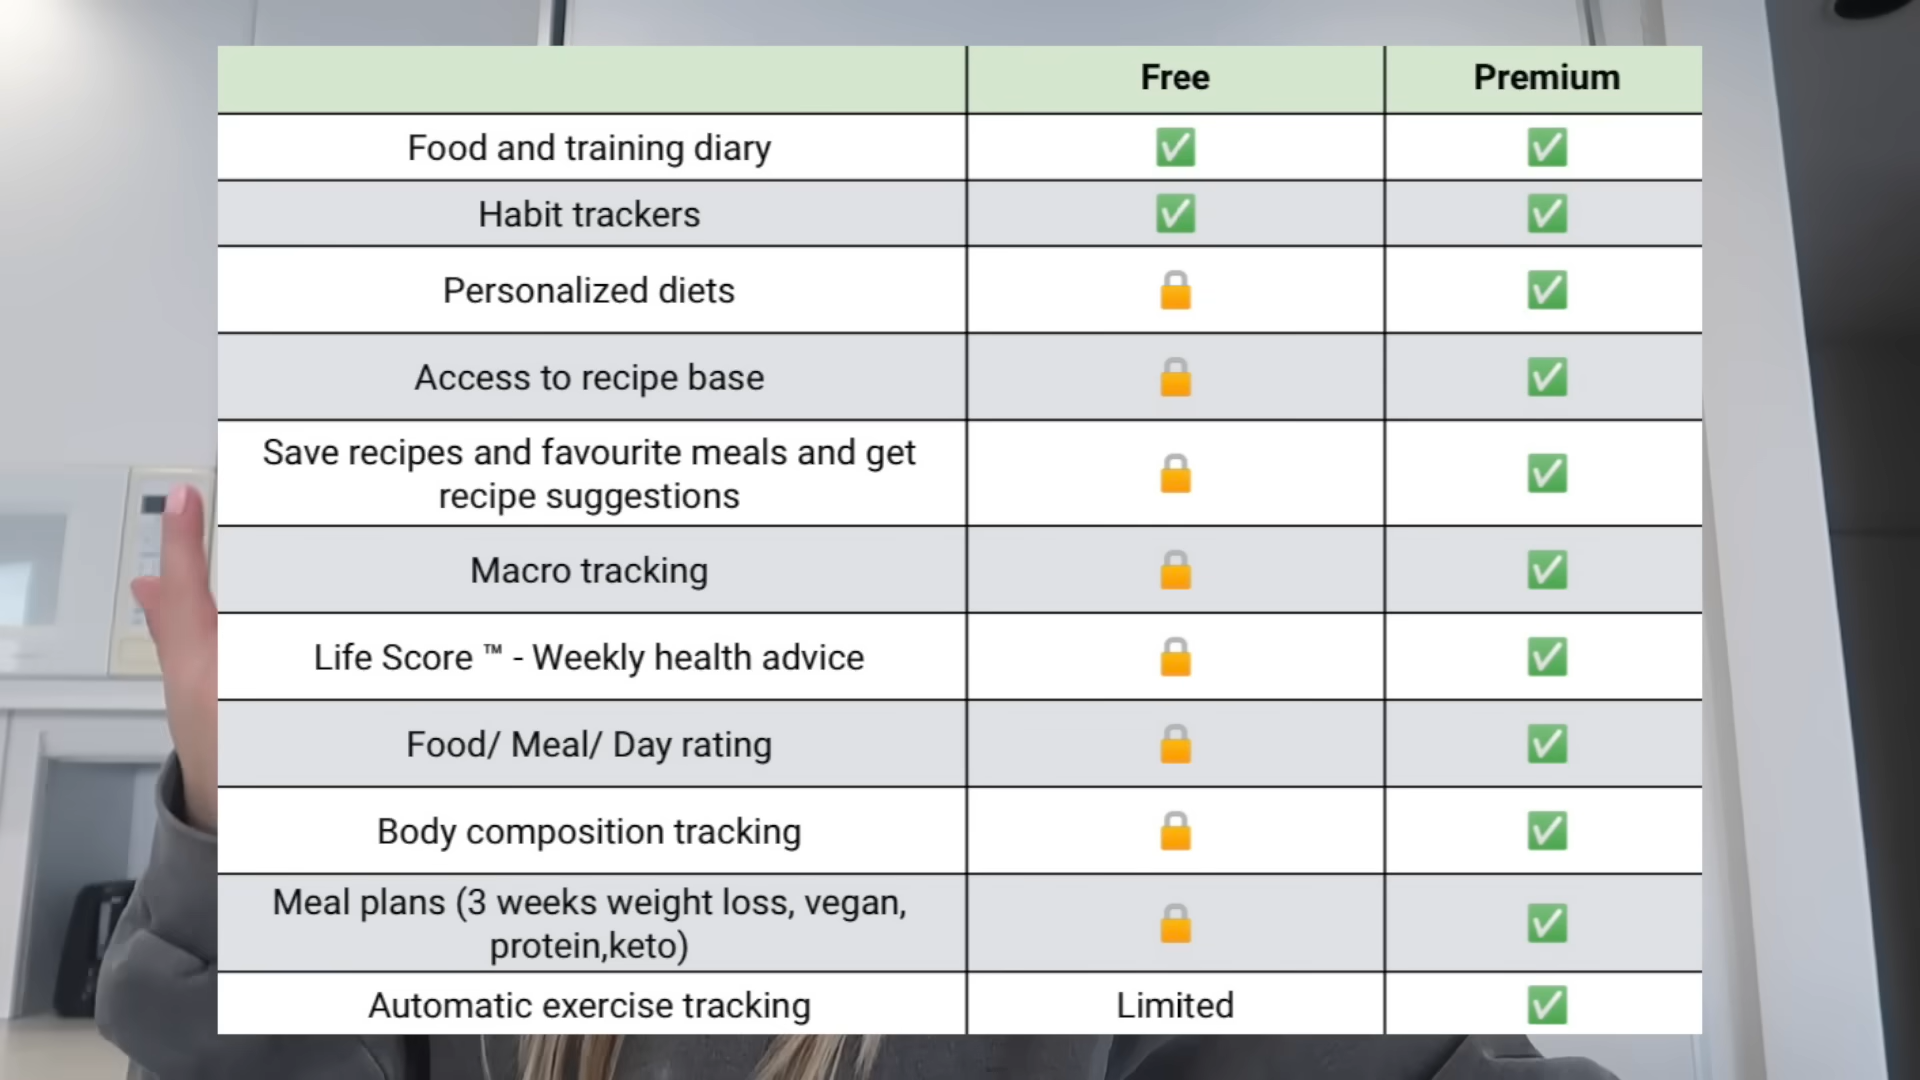 Free Premium
Food and training diary ✅ ✅
Habit trackers ✅ ✅
Personalized diets 🔒 ✅
Access to recipe base 🔒 ✅
Save recipes and favourite meals and get
recipe suggestions 🔒 ✅
Macro tracking 🔒 ✅
Life Score ™ - Weekly health advice 🔒 ✅
Food/ Meal/ Day rating 🔒 ✅
Body composition tracking 🔒 ✅
Meal plans (3 weeks weight loss, vegan,
protein,keto) 🔒 ✅
Automatic exercise tracking Limited ✅